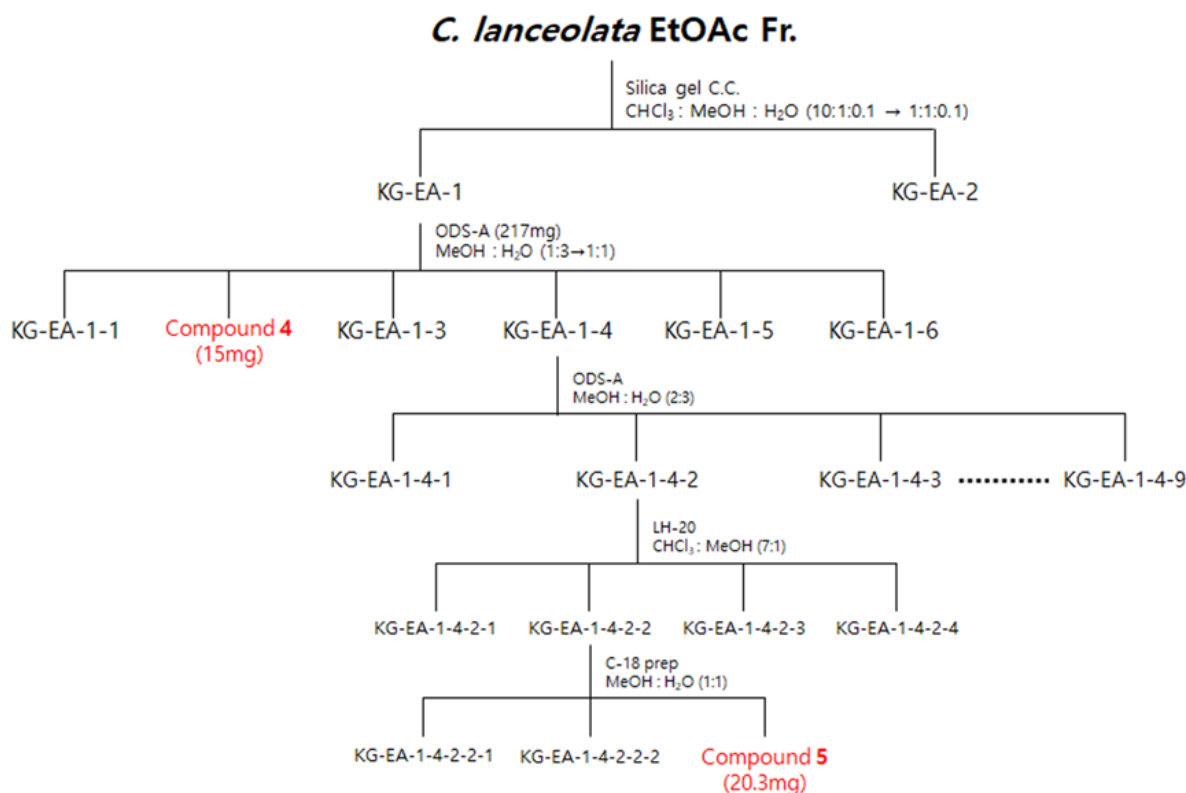 C. lanceolata EtOAc Fr.
Silica gel C.C.
CHCl₃ : MeOH : H₂O (10:1:0.1 → 1:1:0.1)
KG-EA-1
KG-EA-2
ODS-A (217mg)
MeOH : H₂O (1:3→1:1)
KG-EA-1-1
Compound 4
(15mg)
KG-EA-1-3
KG-EA-1-4
KG-EA-1-5
KG-EA-1-6
ODS-A
MeOH : H₂O (2:3)
KG-EA-1-4-1
KG-EA-1-4-2
KG-EA-1-4-3
KG-EA-1-4-9
LH-20
CHCl₃ : MeOH (7:1)
KG-EA-1-4-2-1
KG-EA-1-4-2-2
KG-EA-1-4-2-3
KG-EA-1-4-2-4
C-18 prep
MeOH : H₂O (1:1)
KG-EA-1-4-2-2-1
KG-EA-1-4-2-2-2
Compound 5
(20.3mg)